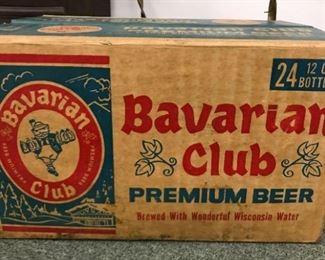 24 12
BOTT
Bavarian
Club
Bavarian
Club
PREMIUM BEER
Brewed With Wonderful Wisconsin Water